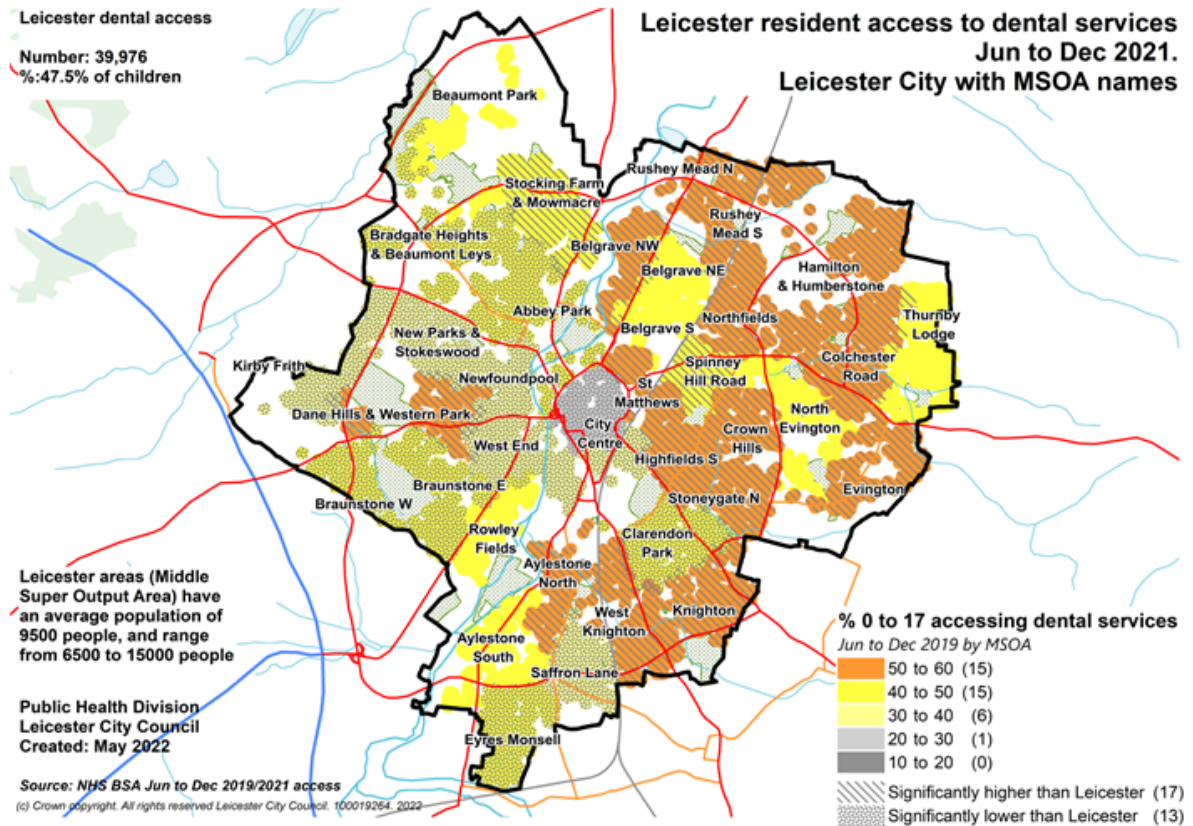 Leicester dental access
Number: 39,976
%:47.5% of children
Leicester resident access to dental services
Jun to Dec 2021.
Leicester City with MSOA names
Beaumont Park
Rushey Mead N
Stocking Farm
& Mowmacre
Rushey
Mead S
Bradgate Heights
& Beaumont Leys
Belgrave NW
Belgrave NE
Hamilton
& Humberstone
Abbey Park
Northfields
Thurnby
Lodge
Belgrave S
New Parks &
Stokeswood
Kirby Frith
Newfoundpool
Spinney
Hill Road
Colchester
Road
St
Matthews
Dane Hills & Western Park
North
Evington
City
Centre
Crown
Hills
West End
Highfields S
Braunstone E
Evington
Braunstone W
Stoneygate N
Rowley
Fields
Clarendon
Park
Aylestone
North
West
Knighton
Knighton
Aylestone
South
Saffron Lane
Eyres Monsell
Leicester areas (Middle
Super Output Area) have
an average population of
9500 people, and range
from 6500 to 15000 people
Public Health Division
Leicester City Council
Created: May 2022
Source: NHS BSA Jun to Dec 2019/2021 access
(c) Crown copyright. All rights reserved Leicester City Council. 100019264. 2022
% 0 to 17 accessing dental services
Jun to Dec 2019 by MSOA
50 to 60 (15)
40 to 50 (15)
30 to 40 (6)
20 to 30 (1)
10 to 20 (0)
Significantly higher than Leicester (17)
Significantly lower than Leicester (13)